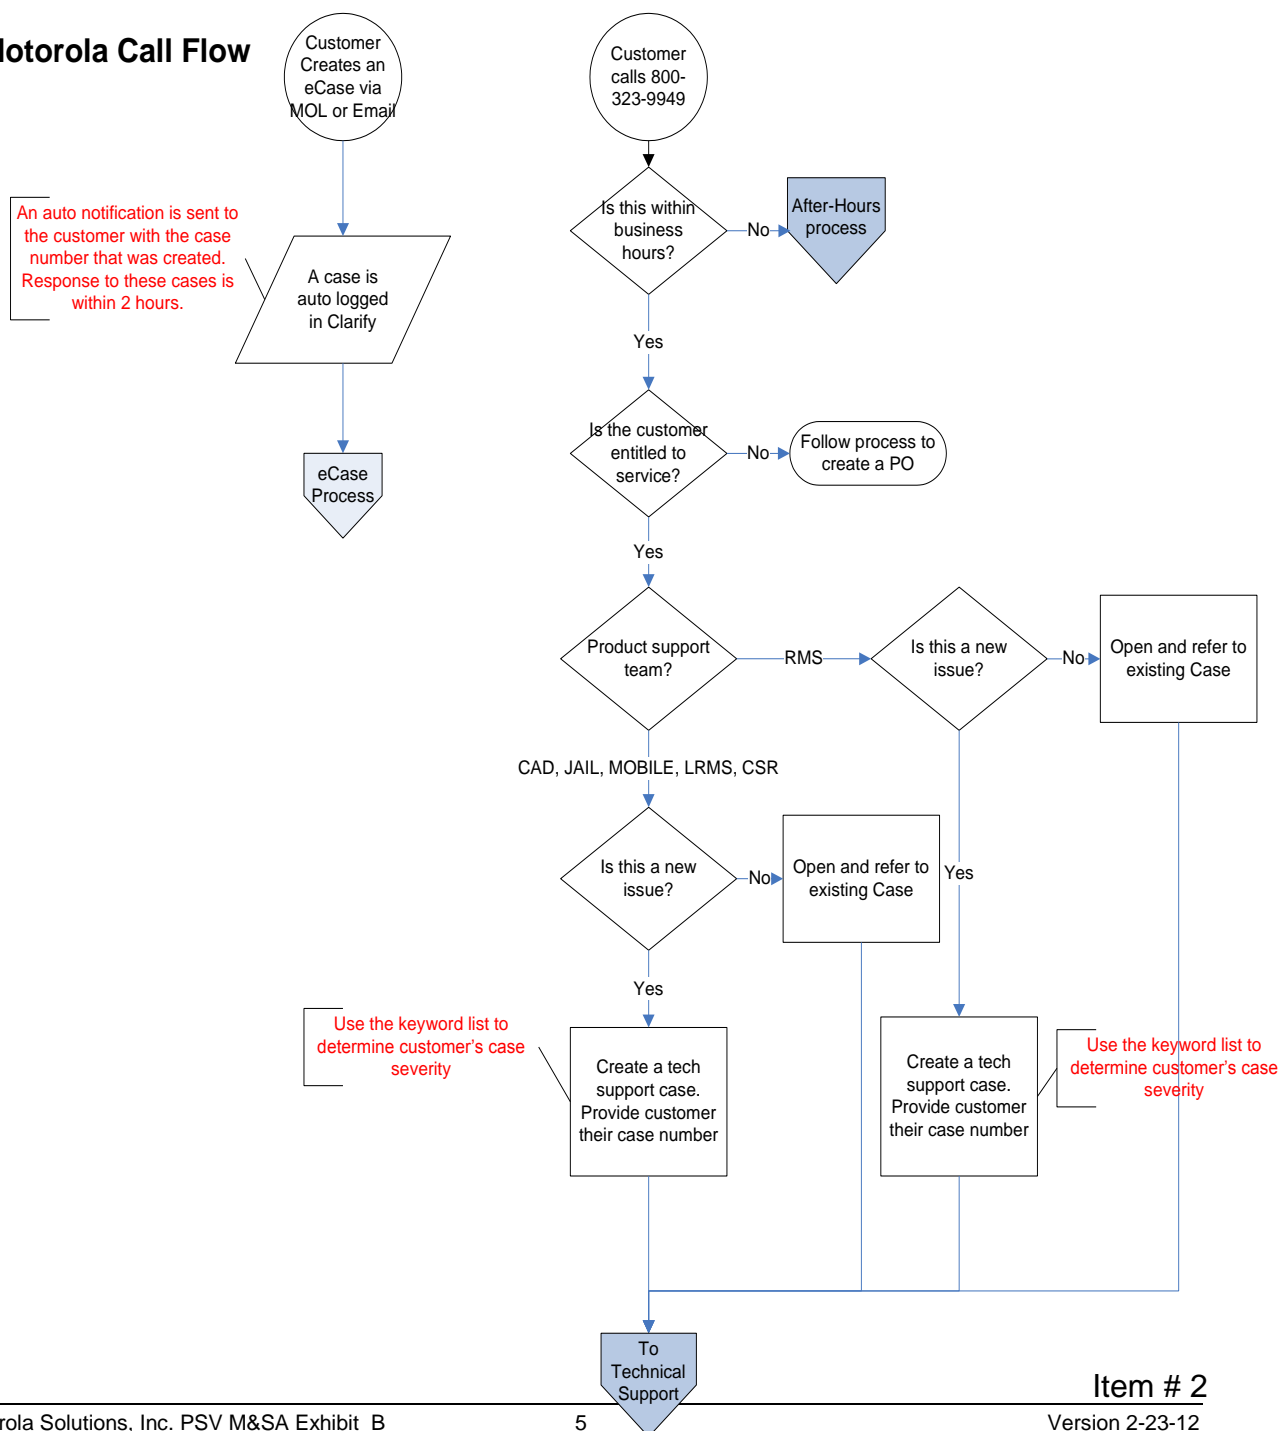 otorola Call Flow
Customer
Creates an
eCase via
MOL or Email
Customer
calls 800-
323-9949
An auto notification is sent to
the customer with the case
number that was created.
Response to these cases is
within 2 hours.
A case is
auto logged
in Clarify
eCase
Process
Is this within
business
hours?
No
After-Hours
process
Yes
Is the customer
entitled to
service?
No
Follow process to
create a PO
Yes
Product support
team?
RMS
Is this a new
issue?
No
Open and refer to
existing Case
CAD, JAIL, MOBILE, LRMS, CSR
Is this a new
issue?
No
Open and refer to
existing Case
Yes
Yes
Use the keyword list to
determine customer's case
severity
Create a tech
support case.
Provide customer
their case number
Create a tech
support case.
Provide customer
their case number
Use the keyword list to
determine customer's case
severity
To
Technical
Support
Item # 2
rola Solutions, Inc. PSV M&SA Exhibit B
5
Version 2-23-12